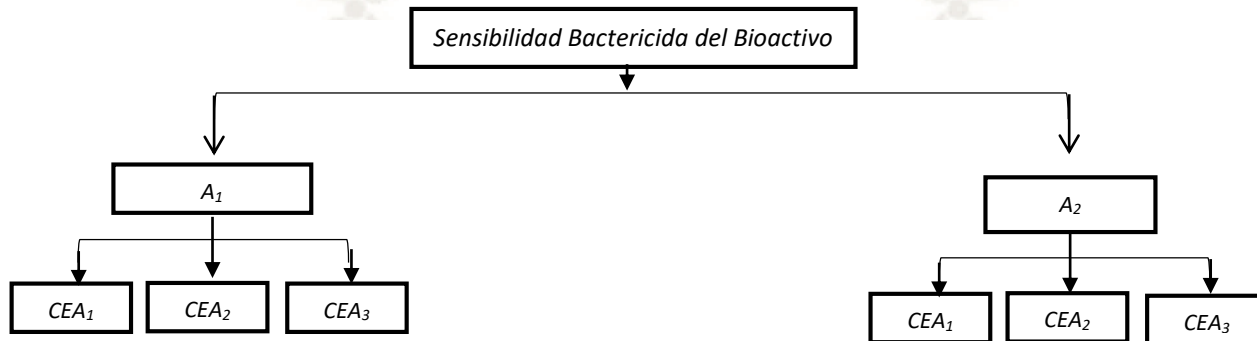 Sensibilidad Bactericida del Bioactivo
A₁
A₂
CEA₁ CEA₂ CEA₃
CEA₁ CEA₂ CEA₃